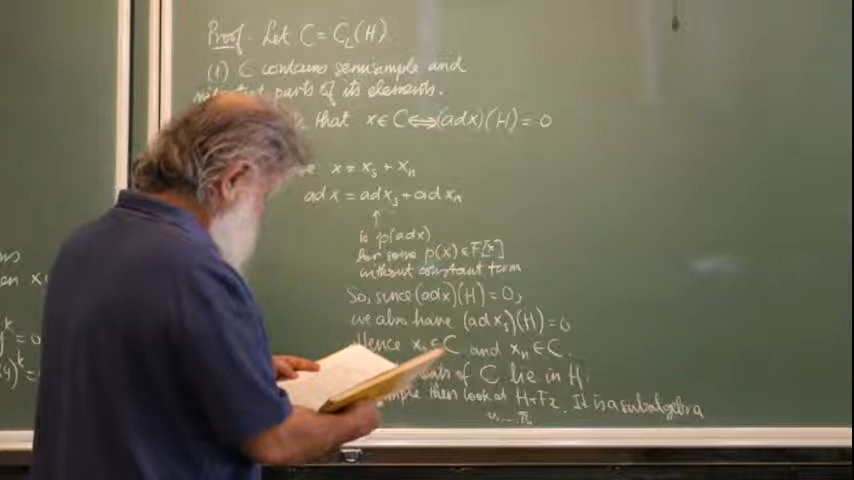 Proof. Let C = C_L(H)
(1) C contains semisimple and
parts of its elements.
that x ∈ C ⟺ (ad x)(H) = 0
x = x_s + x_n
ad x = ad x_s + ad x_n
↑
is p(ad x)
for some p(x) ∈ F[x]
without constant term
So, since (ad x)(H) = 0,
we also have (ad x_s)(H) = 0
Hence x_s ∈ C and x_n ∈ C.
of C lie in H.
then look at H + Fz. It is a subalgebra
en x
k = 0
)^k =